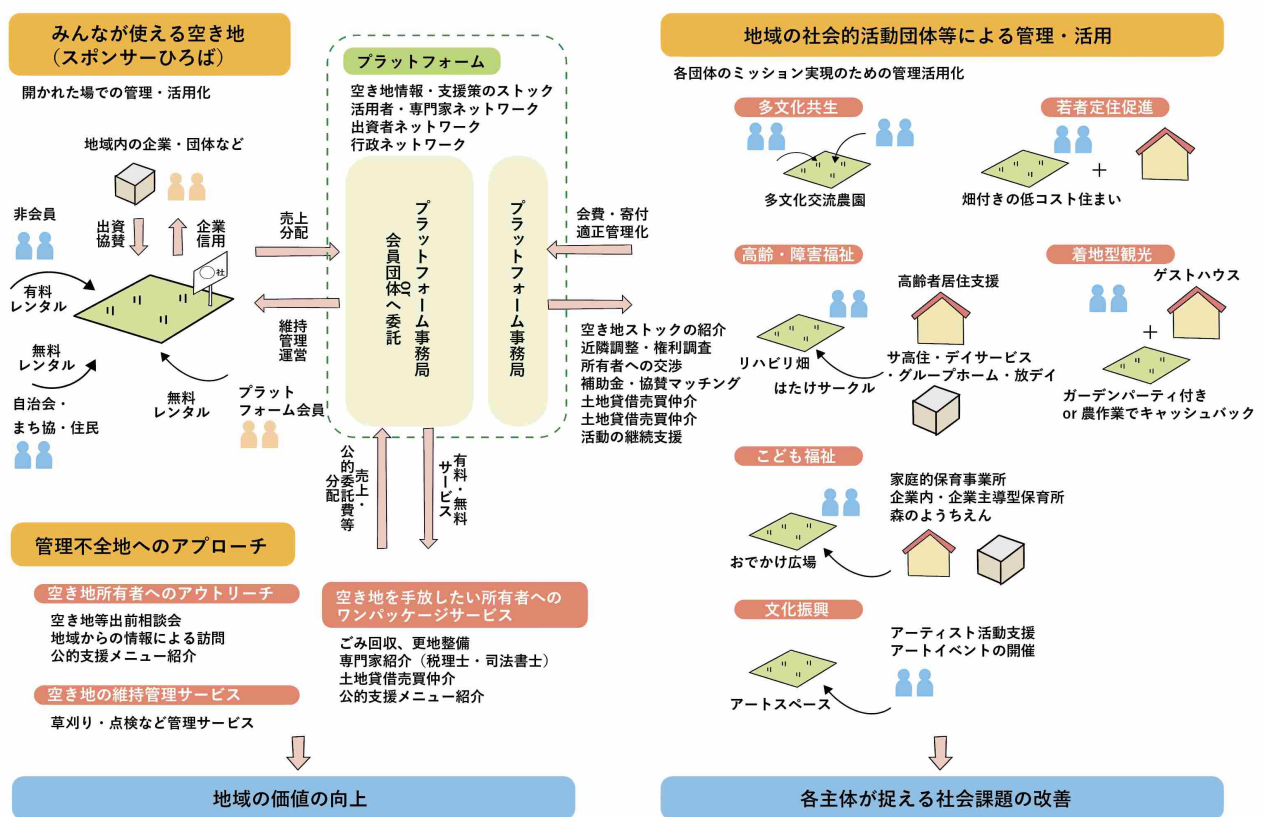 みんなが使える空き地
（スポンサーひろば）
開かれた場での管理・活用化
地域内の企業・団体など
非会員
出資
協賛
企業
信用
社
有料
レンタル
無料
レンタル
自治会・
まち協・住民
無料
レンタル
プラット
フォーム会員
売上
分配
維持
管理
運営
プラットフォーム
空き地情報・支援策のストック
活用者・専門家ネットワーク
出資者ネットワーク
行政ネットワーク
プラットフォーム事務局
or
会員団体へ委託
プラットフォーム事務局
会費・寄付
適正管理化
空き地ストックの紹介
近隣調整・権利調査
所有者への交渉
補助金・協賛マッチング
土地貸借売買仲介
土地貸借売買仲介
活動の継続支援
売上・
公的委託費等
分配
有料・無料
サービス
管理不全地へのアプローチ
空き地所有者へのアウトリーチ
空き地等出前相談会
地域からの情報による訪問
公的支援メニュー紹介
空き地の維持管理サービス
草刈り・点検など管理サービス
空き地を手放したい所有者への
ワンパッケージサービス
ごみ回収、更地整備
専門家紹介（税理士・司法書士）
土地貸借売買仲介
公的支援メニュー紹介
地域の価値の向上
地域の社会的活動団体等による管理・活用
各団体のミッション実現のための管理活用化
多文化共生
多文化交流農園
若者定住促進
+
畑付きの低コスト住まい
高齢・障害福祉
高齢者居住支援
リハビリ畑
はたけサークル
サ高住・デイサービス
・グループホーム・放デイ
着地型観光
ゲストハウス
+
ガーデンパーティ付き
or 農作業でキャッシュバック
こども福祉
家庭的保育事業所
企業内・企業主導型保育所
森のようちえん
おでかけ広場
文化振興
アーティスト活動支援
アートイベントの開催
アートスペース
各主体が捉える社会課題の改善